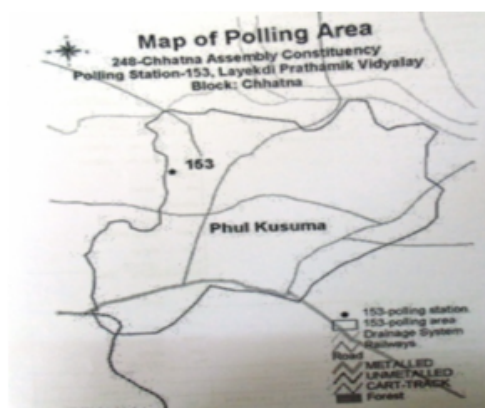 Map of Polling Area
248-Chhatna Assembly Constituency
Polling Station-153, Layekdi Prathamik Vidyalay
Block: Chhatna
153
Phul Kusuma
153-polling station
153-polling area
Drainage System
Railways
Road
METALLED
UNMETALLED
CART-TRACK
Forest